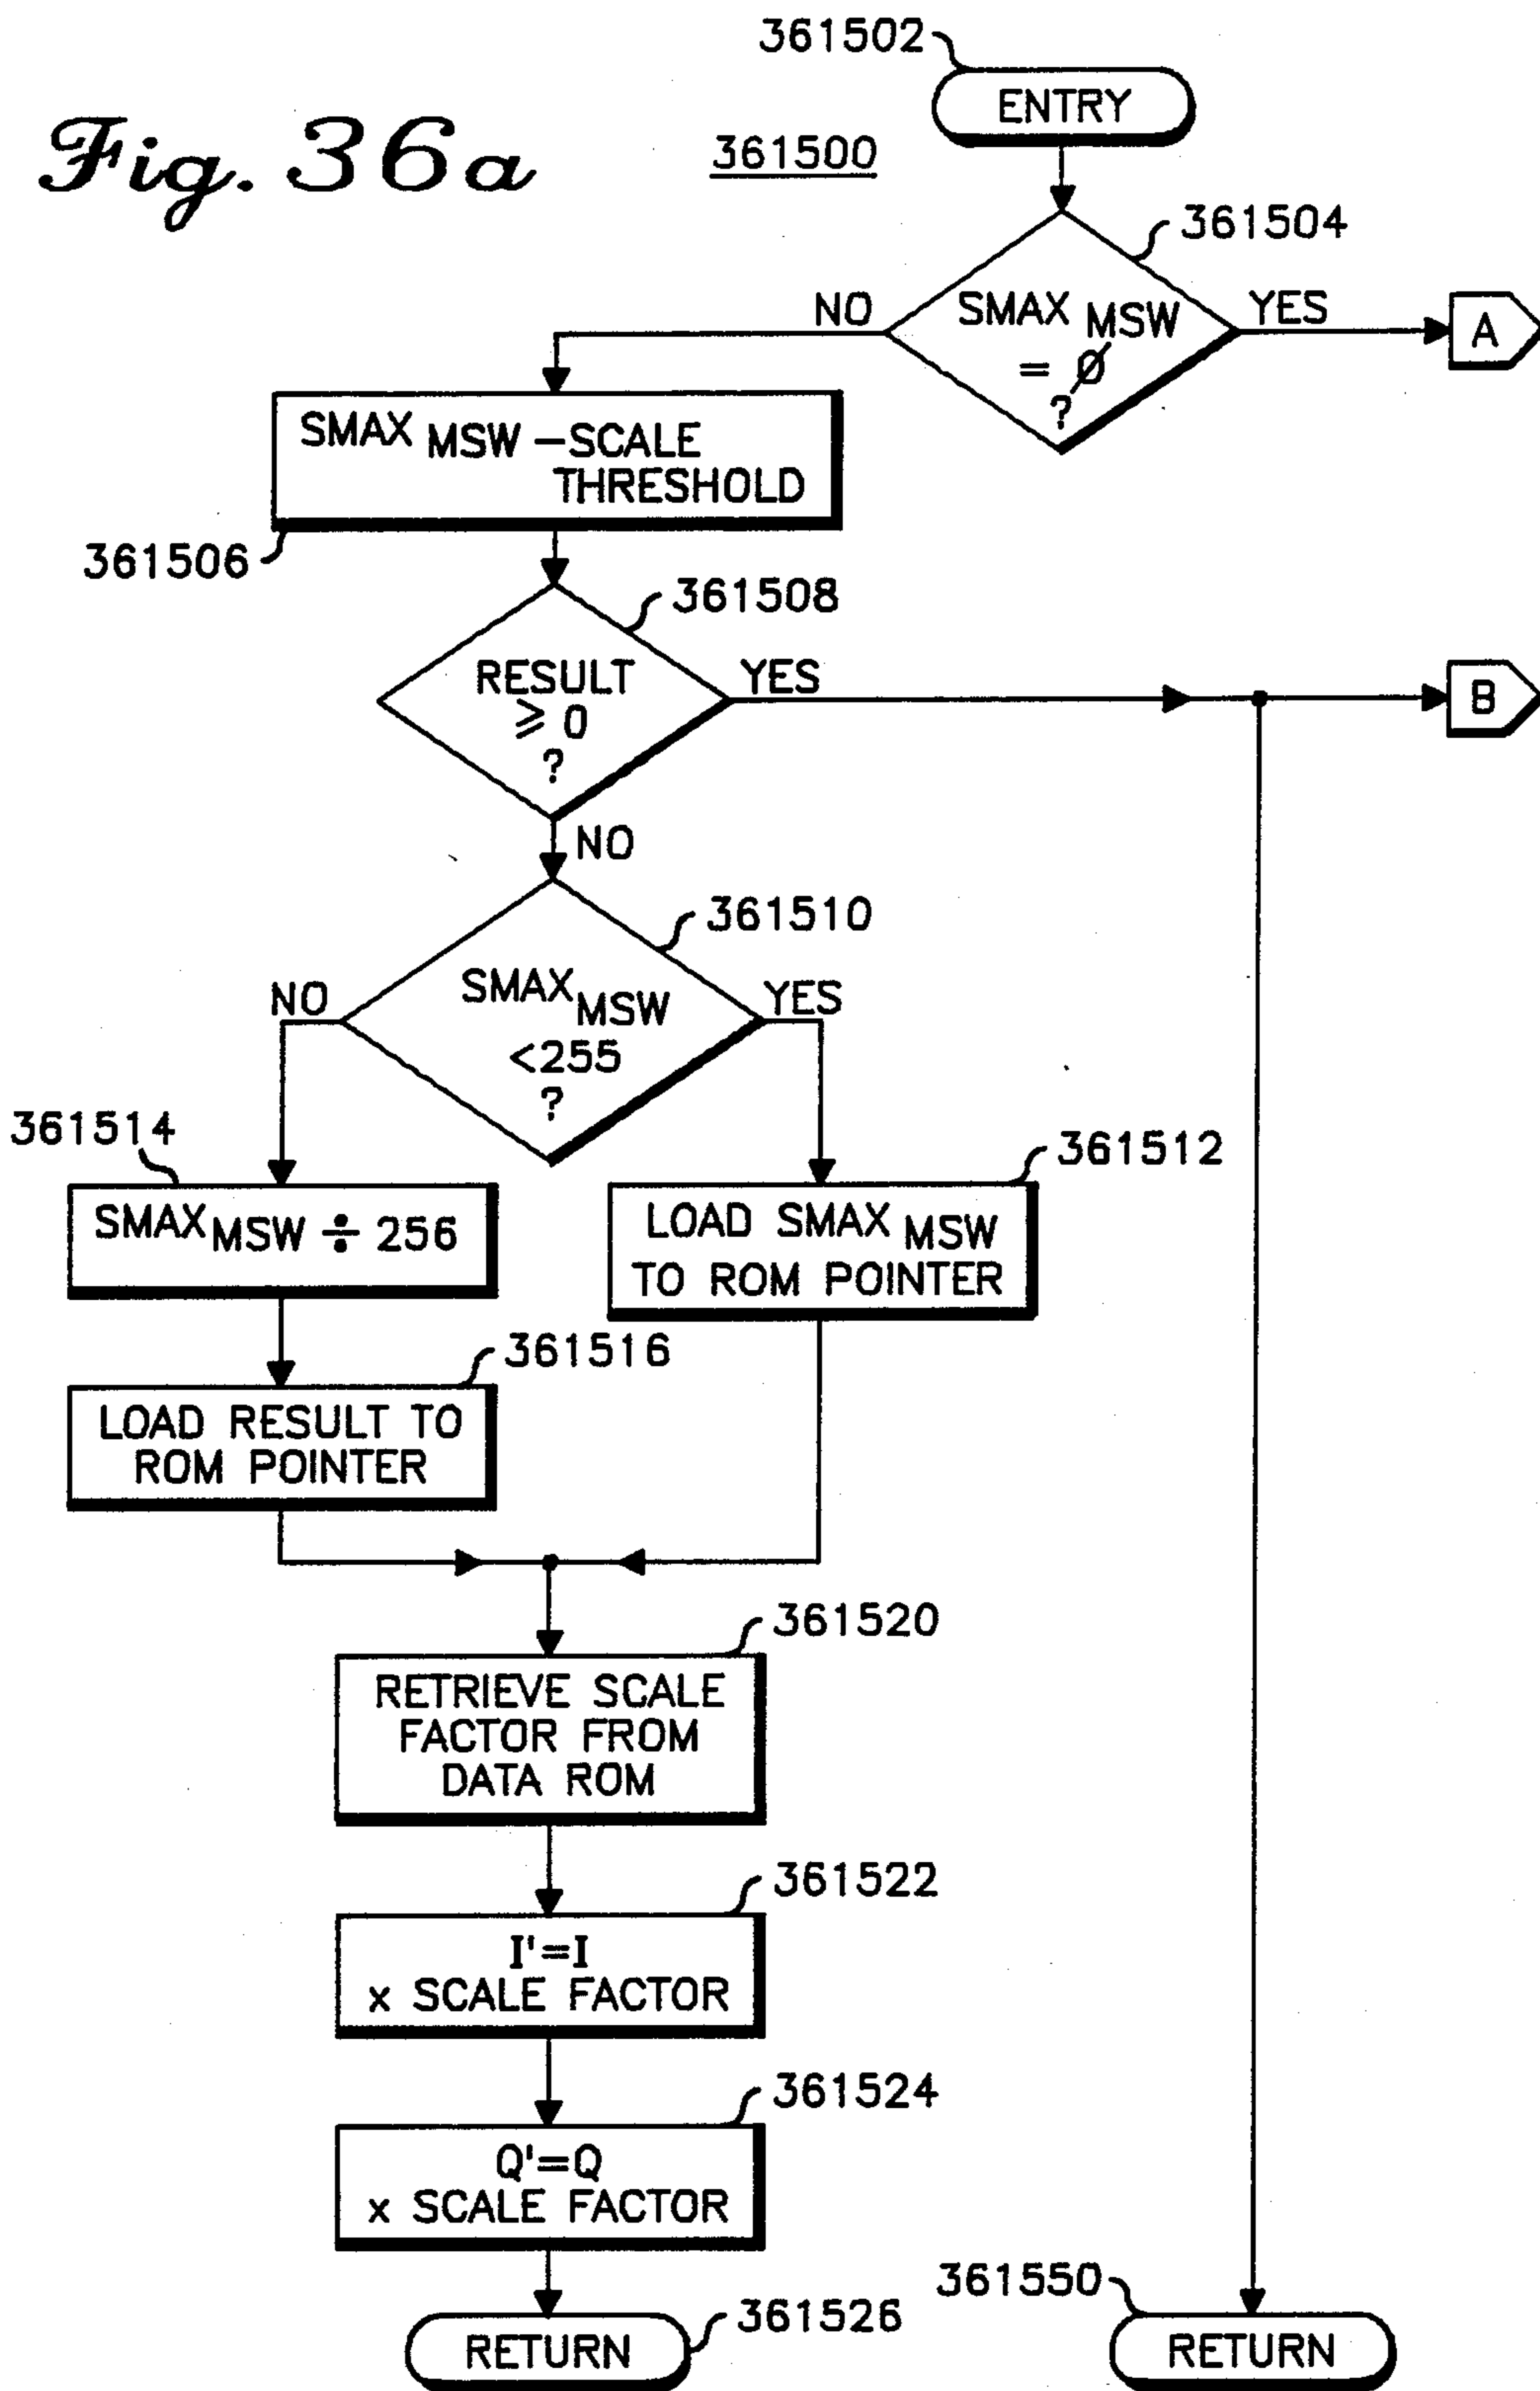 361502
ENTRY
Fig. 36a
361500
361504
SMAX MSW
= Ø
?
NO
YES
A
SMAX MSW –SCALE
THRESHOLD
361506
361508
RESULT
≥ 0
?
YES
B
NO
361510
SMAX MSW
<255
?
NO
YES
361514
SMAX MSW ÷ 256
361512
LOAD SMAX MSW
TO ROM POINTER
361516
LOAD RESULT TO
ROM POINTER
361520
RETRIEVE SCALE
FACTOR FROM
DATA ROM
361522
I'=I
x SCALE FACTOR
361524
Q'=Q
x SCALE FACTOR
361526
RETURN
361550
RETURN